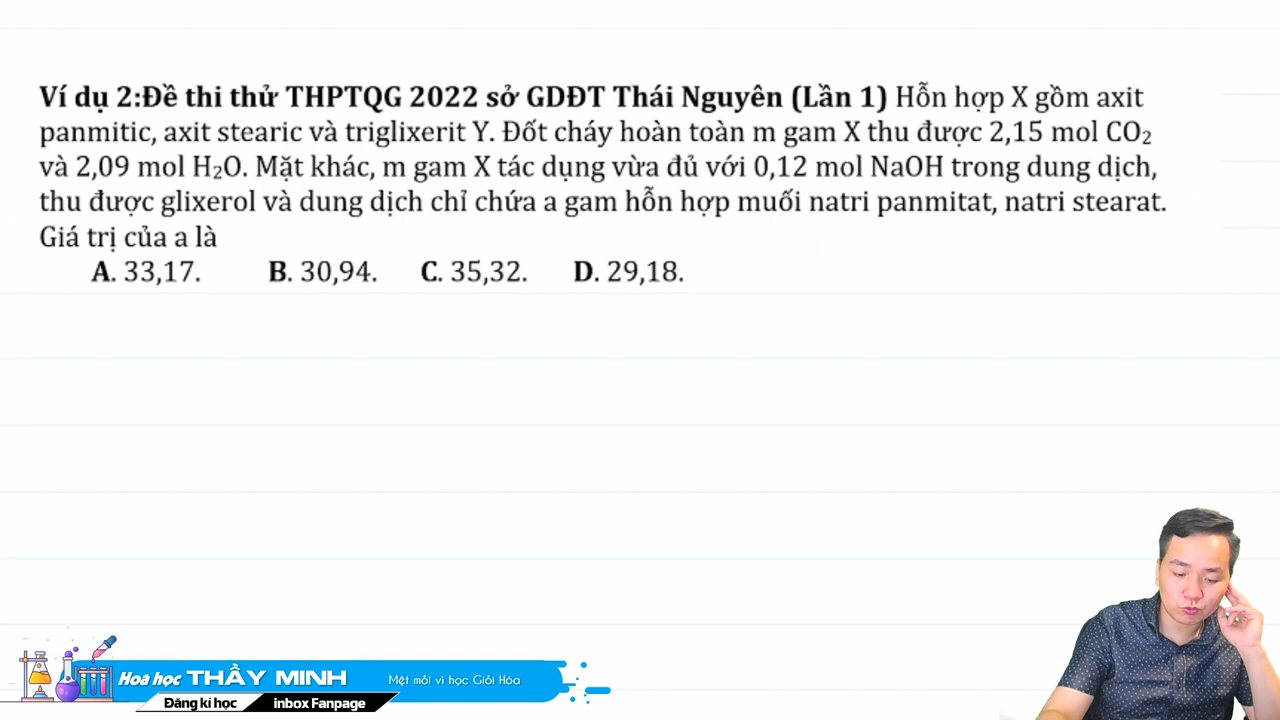 Ví dụ 2:Đề thi thử THPTQG 2022 sở GDĐT Thái Nguyên (Lần 1) Hỗn hợp X gồm axit
panmitic, axit stearic và triglixerit Y. Đốt cháy hoàn toàn m gam X thu được 2,15 mol CO₂
và 2,09 mol H₂O. Mặt khác, m gam X tác dụng vừa đủ với 0,12 mol NaOH trong dung dịch,
thu được glixerol và dung dịch chỉ chứa a gam hỗn hợp muối natri panmitat, natri stearat.
Giá trị của a là
A. 33,17. B. 30,94. C. 35,32. D. 29,18.
Hoá học THẦY MINH Mệt mỏi vì học Giỏi Hóa
Đăng kí học inbox Fanpage